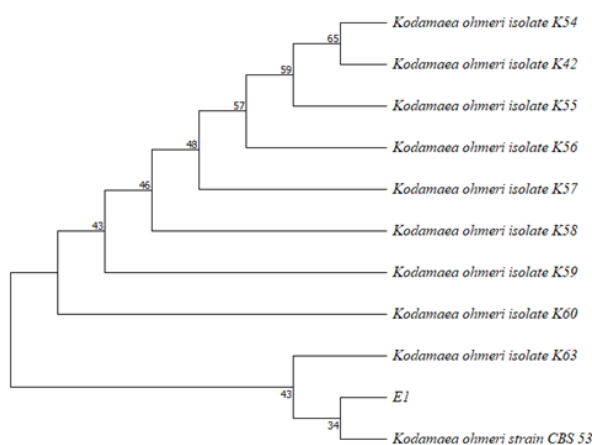 Kodamaea ohmeri isolate K54
65
Kodamaea ohmeri isolate K42
59
Kodamaea ohmeri isolate K55
57
Kodamaea ohmeri isolate K56
48
Kodamaea ohmeri isolate K57
46
Kodamaea ohmeri isolate K58
43
Kodamaea ohmeri isolate K59
Kodamaea ohmeri isolate K60
Kodamaea ohmeri isolate K63
43
E1
34
Kodamaea ohmeri strain CBS 53